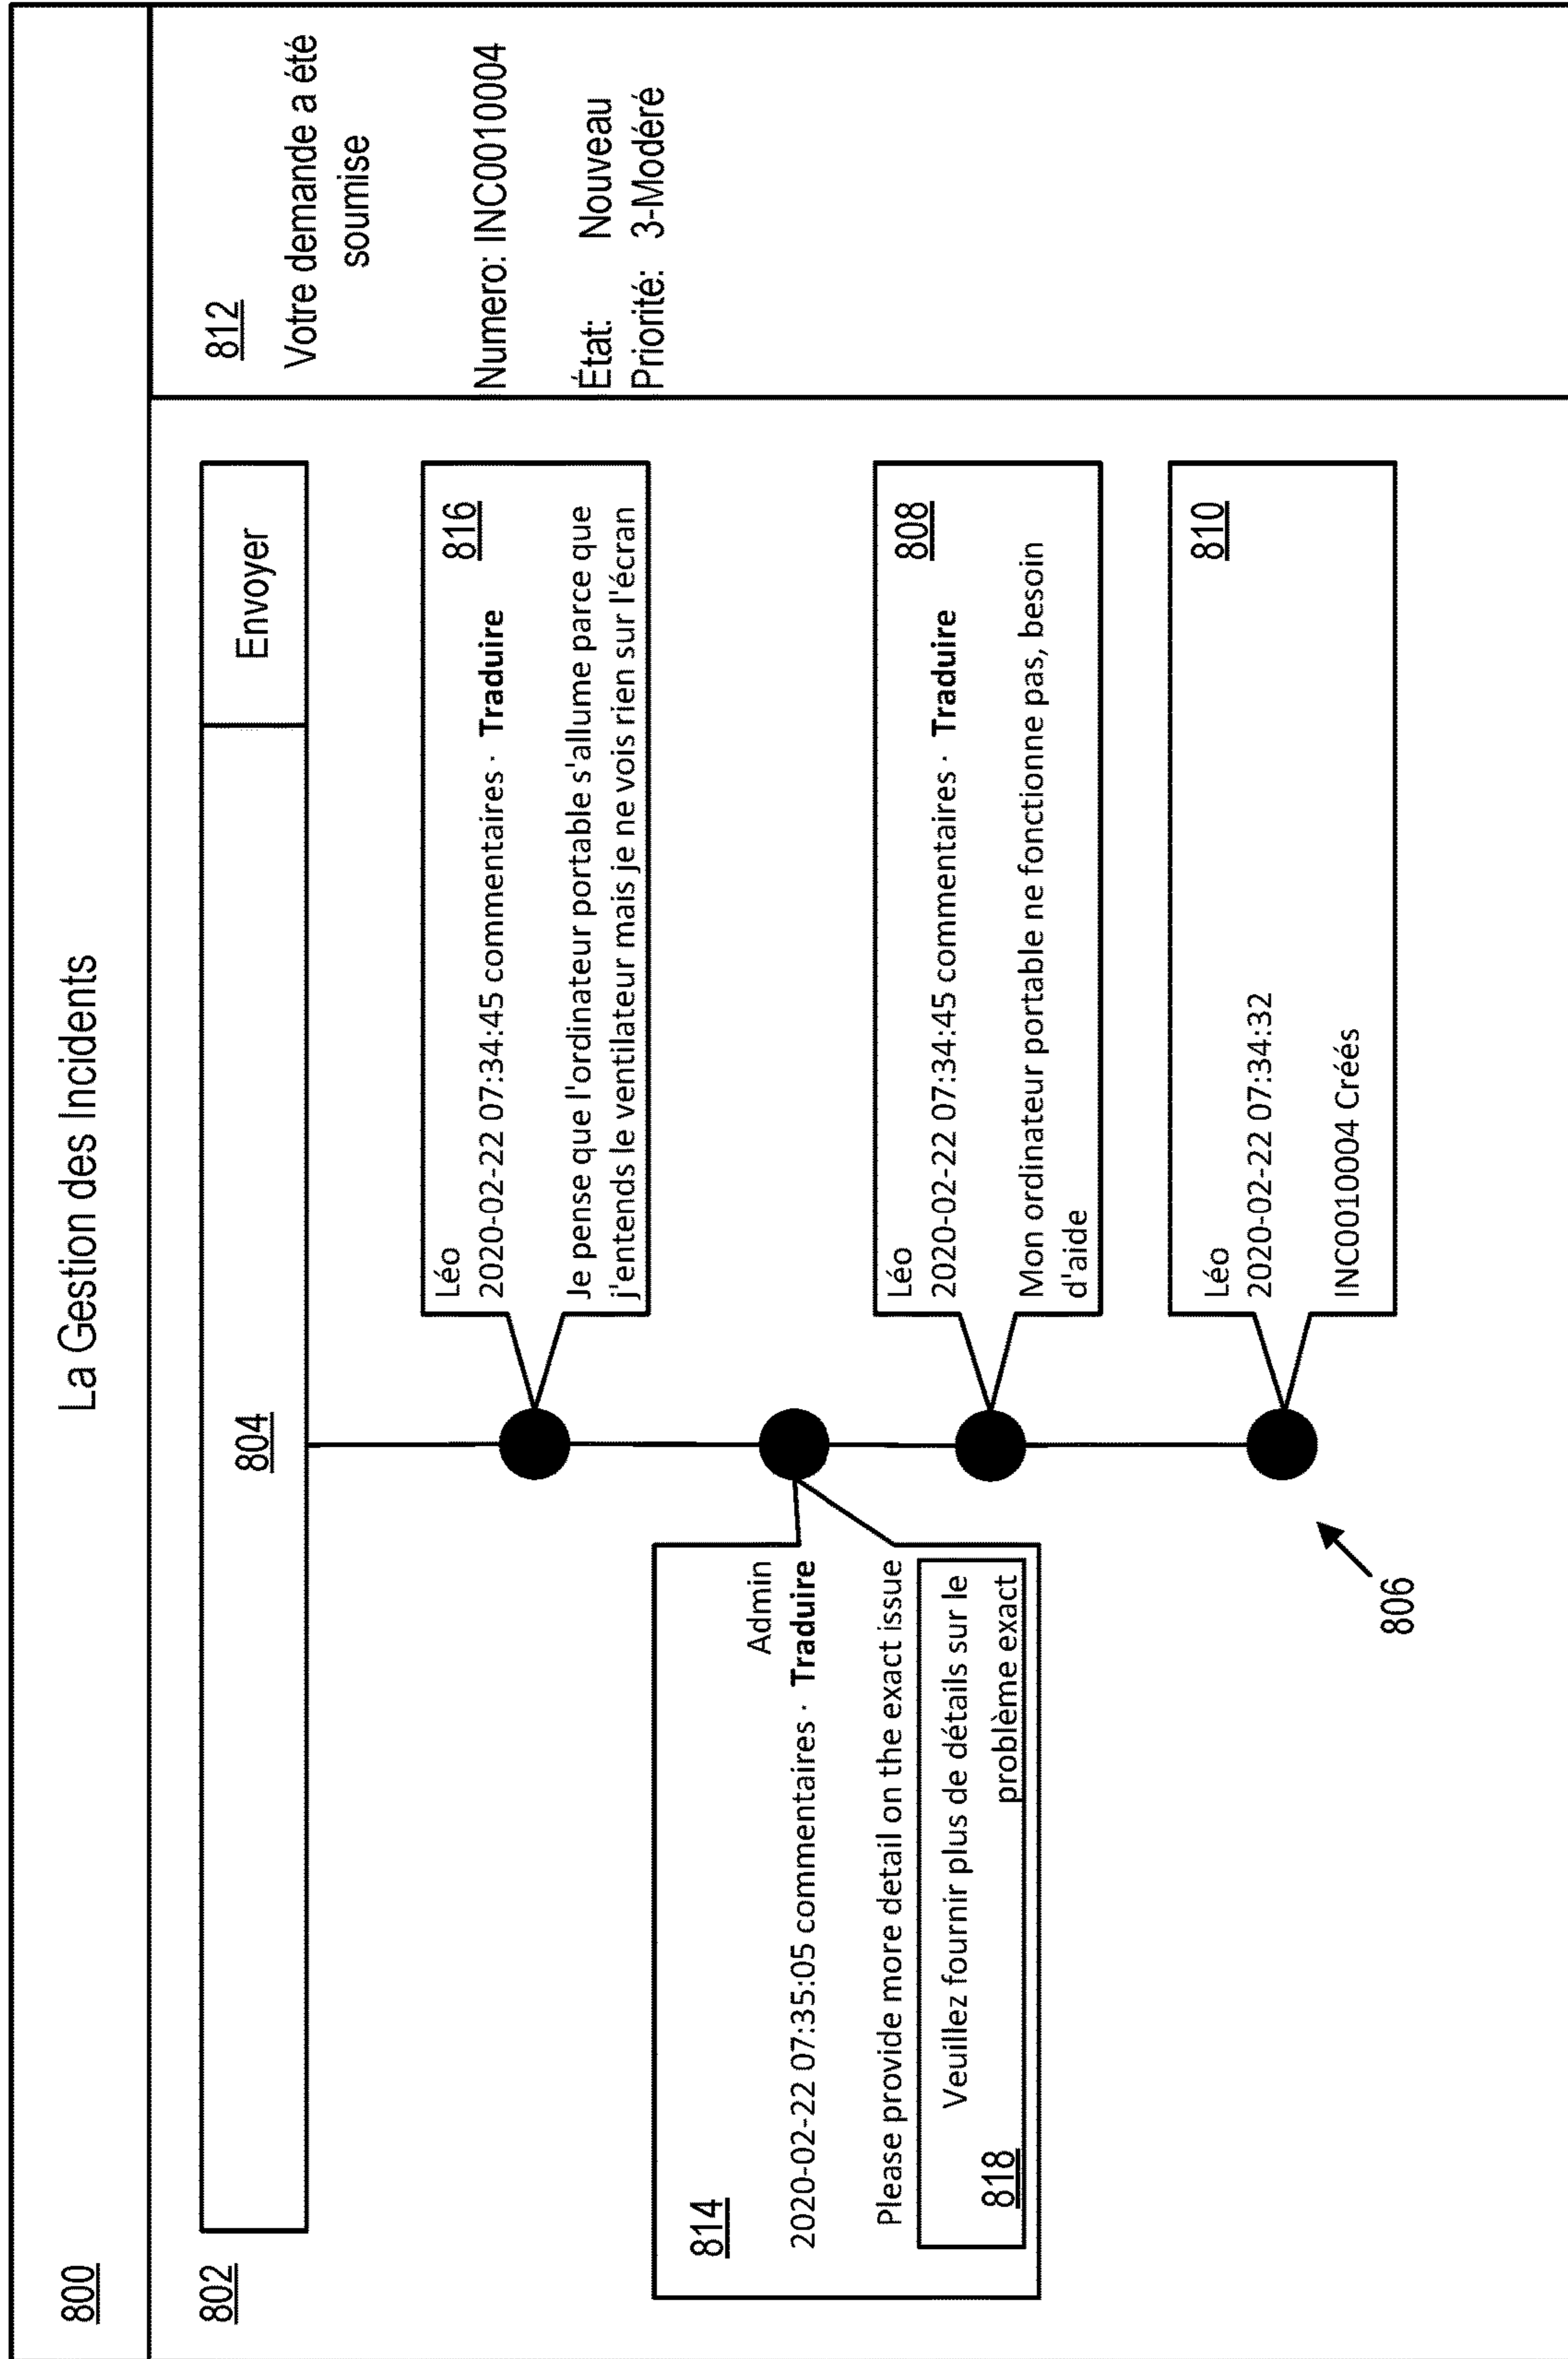 800
La Gestion des Incidents
802
804
Envoyer
812
Votre demande a été
soumise
Numero: INC0010004
État: Nouveau
Priorité: 3-Modéré
816
Léo
2020-02-22 07:34:45 commentaires · Traduire
Je pense que l'ordinateur portable s'allume parce que
j'entends le ventilateur mais je ne vois rien sur l'écran
814
Admin
2020-02-22 07:35:05 commentaires · Traduire
Please provide more detail on the exact issue
Veuillez fournir plus de détails sur le
problème exact
818
808
Léo
2020-02-22 07:34:45 commentaires · Traduire
Mon ordinateur portable ne fonctionne pas, besoin
d'aide
810
Léo
2020-02-22 07:34:32
INC0010004 Créés
806